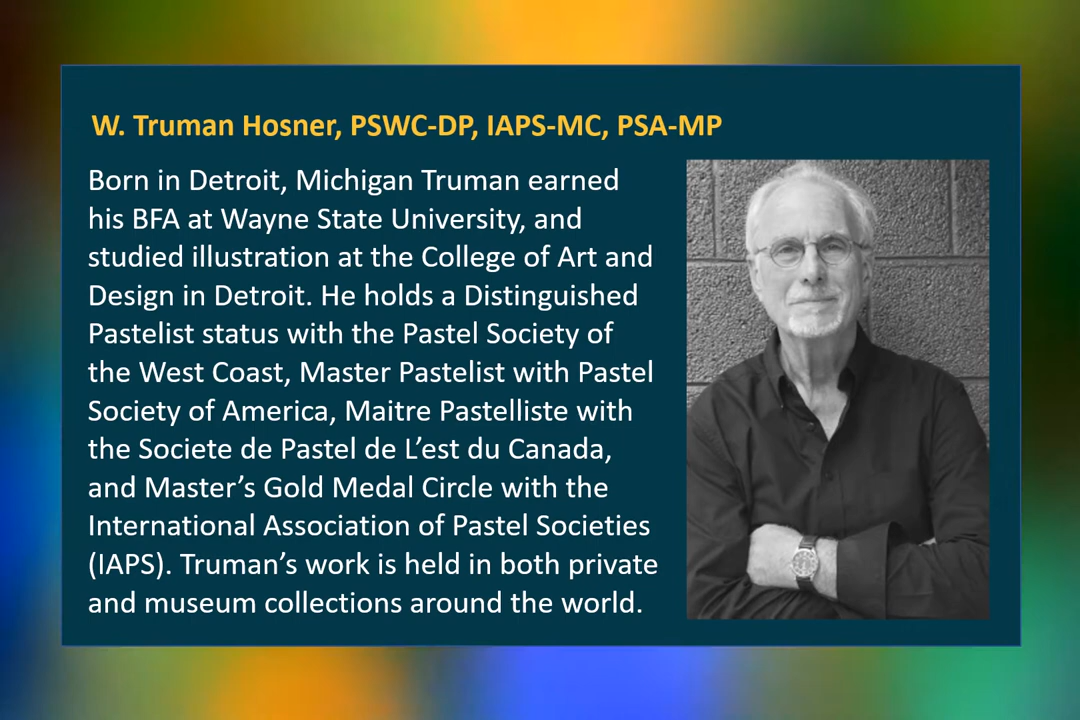 W. Truman Hosner, PSWC-DP, IAPS-MC, PSA-MP
Born in Detroit, Michigan Truman earned
his BFA at Wayne State University, and
studied illustration at the College of Art and
Design in Detroit. He holds a Distinguished
Pastelist status with the Pastel Society of
the West Coast, Master Pastelist with Pastel
Society of America, Maitre Pastelliste with
the Societe de Pastel de L’est du Canada,
and Master’s Gold Medal Circle with the
International Association of Pastel Societies
(IAPS). Truman’s work is held in both private
and museum collections around the world.